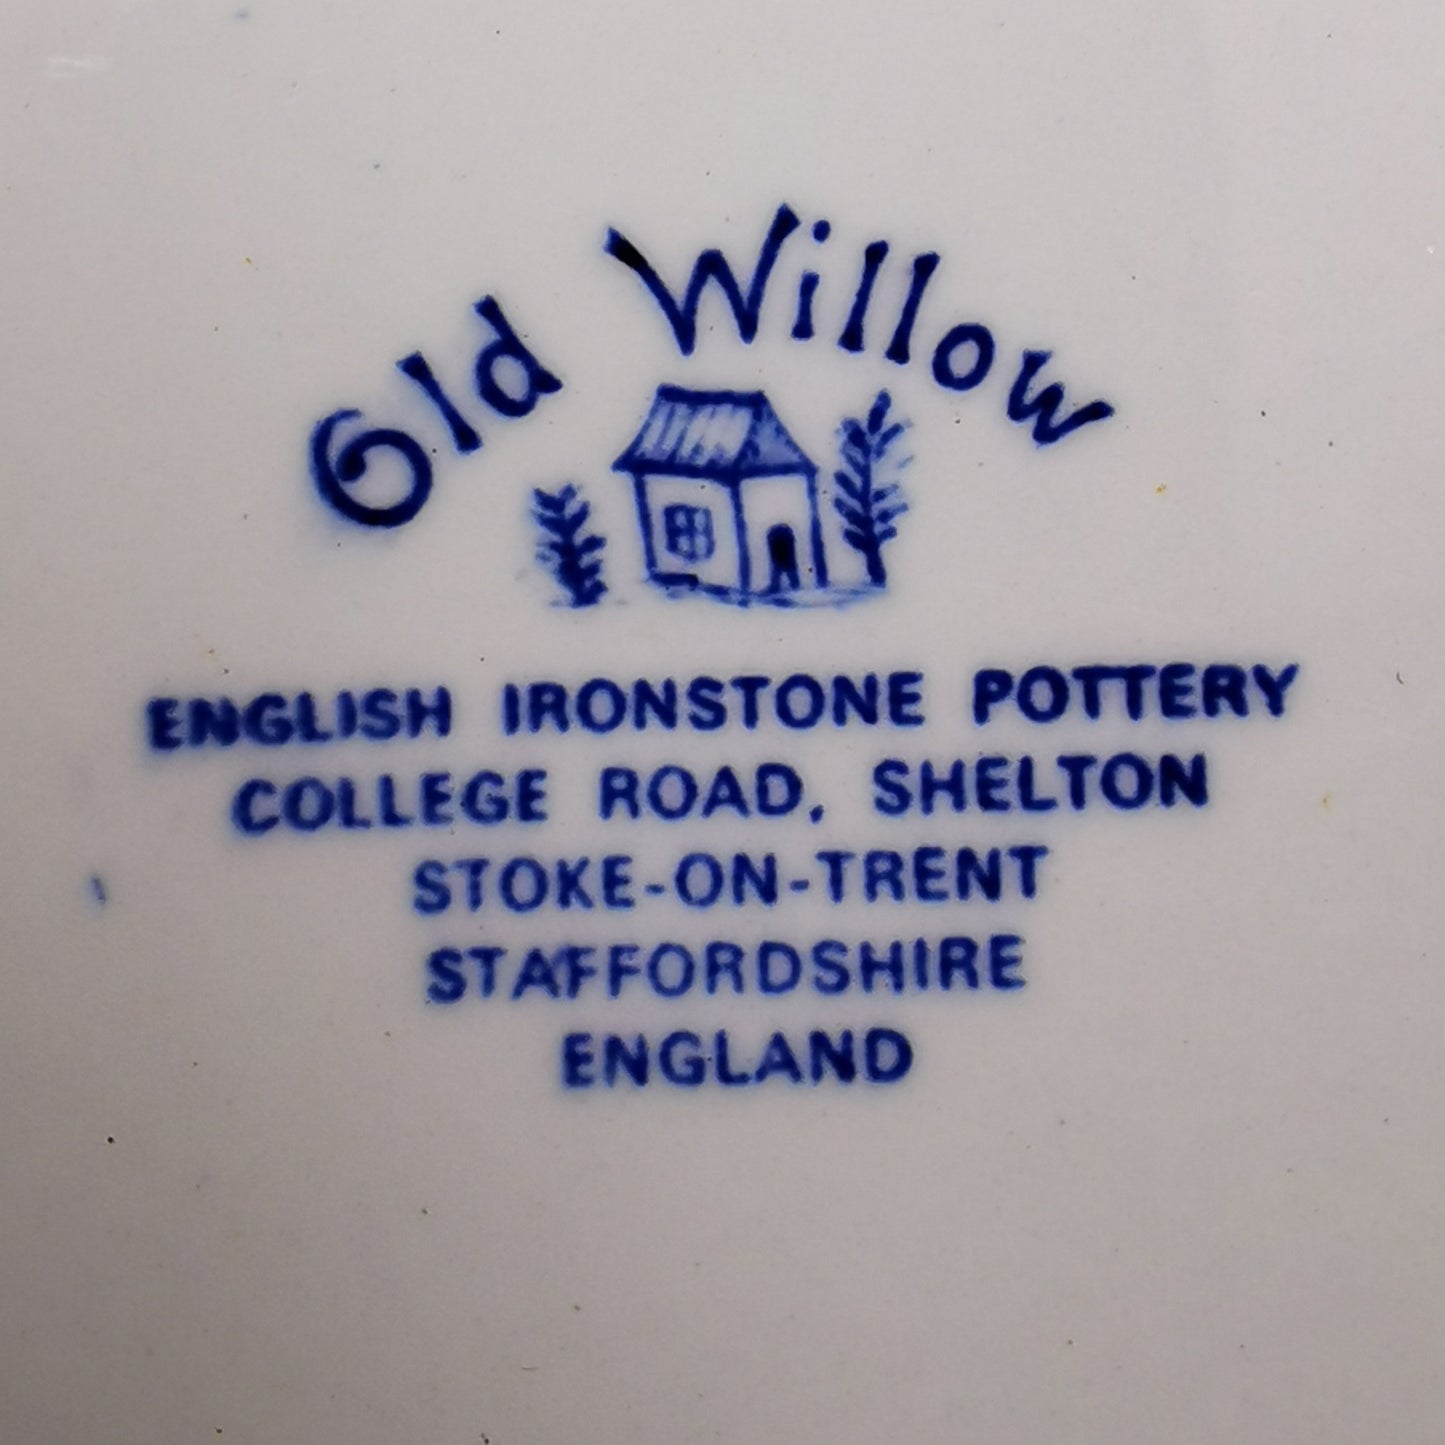 Old Willow
ENGLISH IRONSTONE POTTERY
COLLEGE ROAD, SHELTON
STOKE-ON-TRENT
STAFFORDSHIRE
ENGLAND